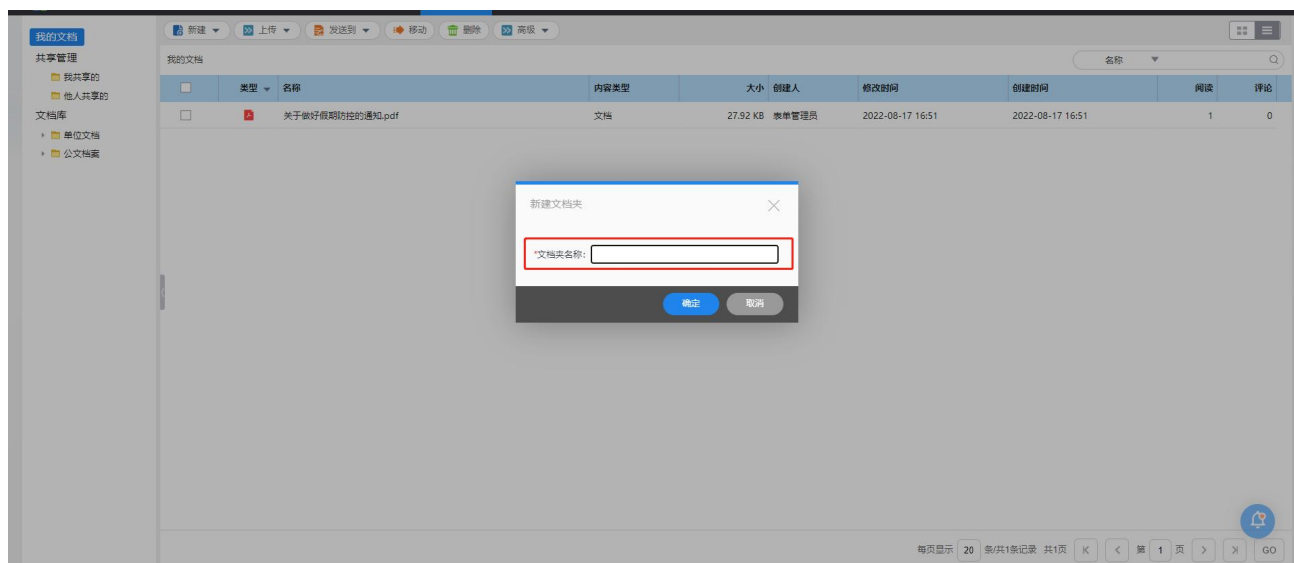 我的文档
共享管理
我共享的
他人共享的
文档库
单位文档
公文档案
新建 上传 发送到 移动 删除 高级
我的文档 名称
类型 名称 内容类型 大小 创建人 修改时间 创建时间 阅读 评论
关于做好假期防控的通知.pdf 文档 27.92 KB 表单管理员 2022-08-17 16:51 2022-08-17 16:51 1 0
新建文档夹
*文档夹名称:
确定 取消
每页显示 20 条/共1条记录 共1页 第 1 页 GO